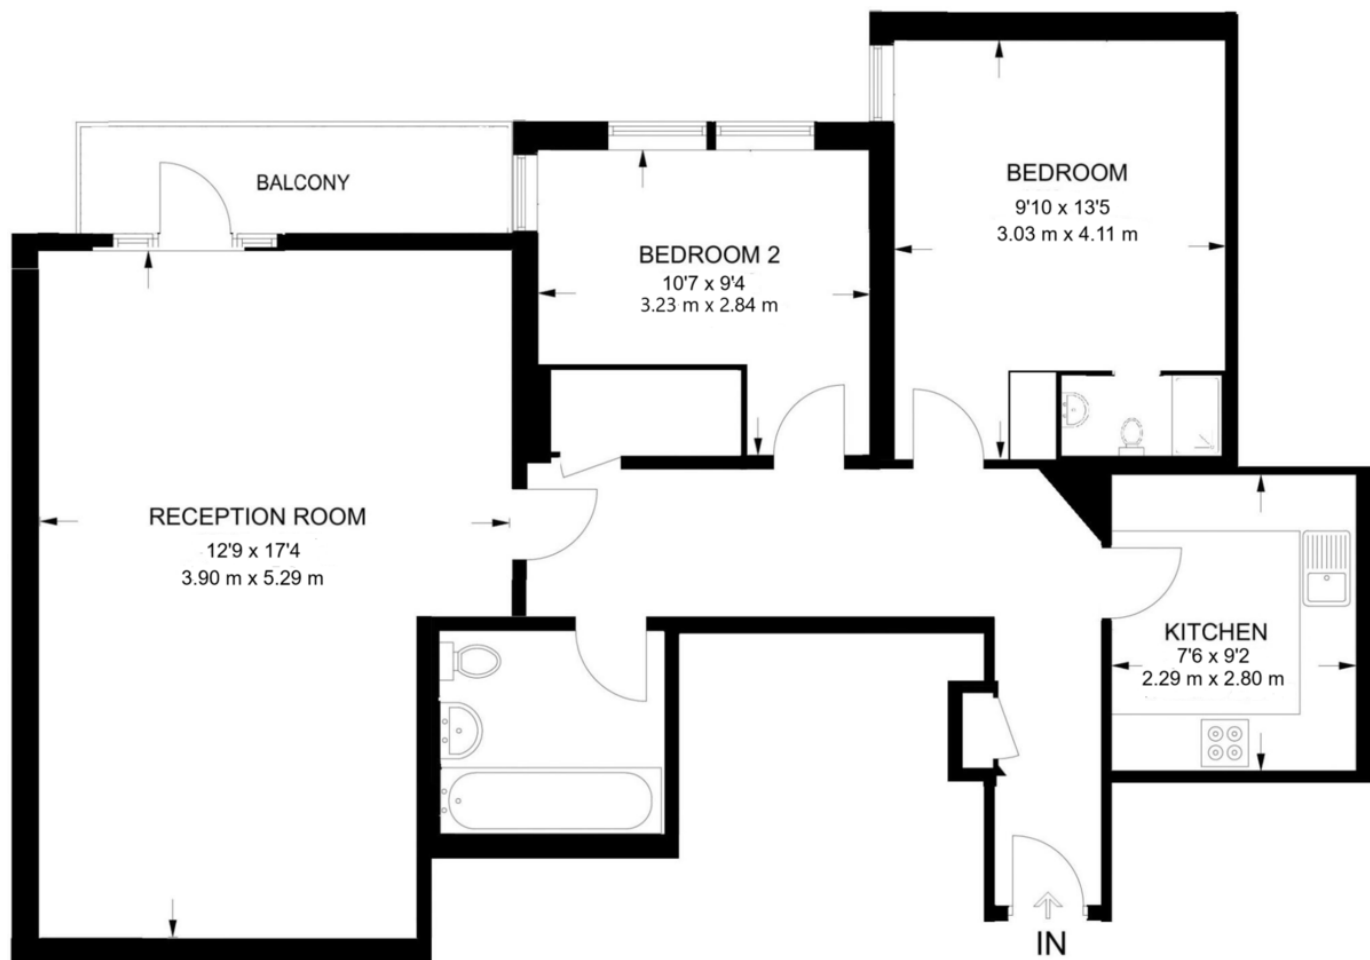 BALCONY
BEDROOM
9'10 x 13'5
3.03 m x 4.11 m
BEDROOM 2
10'7 x 9'4
3.23 m x 2.84 m
RECEPTION ROOM
12'9 x 17'4
3.90 m x 5.29 m
KITCHEN
7'6 x 9'2
2.29 m x 2.80 m
IN